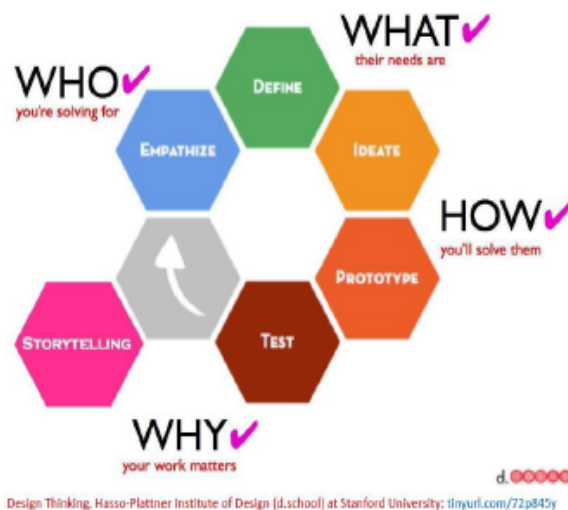 WHO✔
you're solving for
WHAT✔
their needs are
DEFINE
EMPATHIZE
IDEATE
HOW✔
you'll solve them
PROTOTYPE
STORYTELLING
TEST
WHY✔
your work matters
d.
Design Thinking, Hasso-Plattner Institute of Design (d.school) at Stanford University: tinyurl.com/72p845y